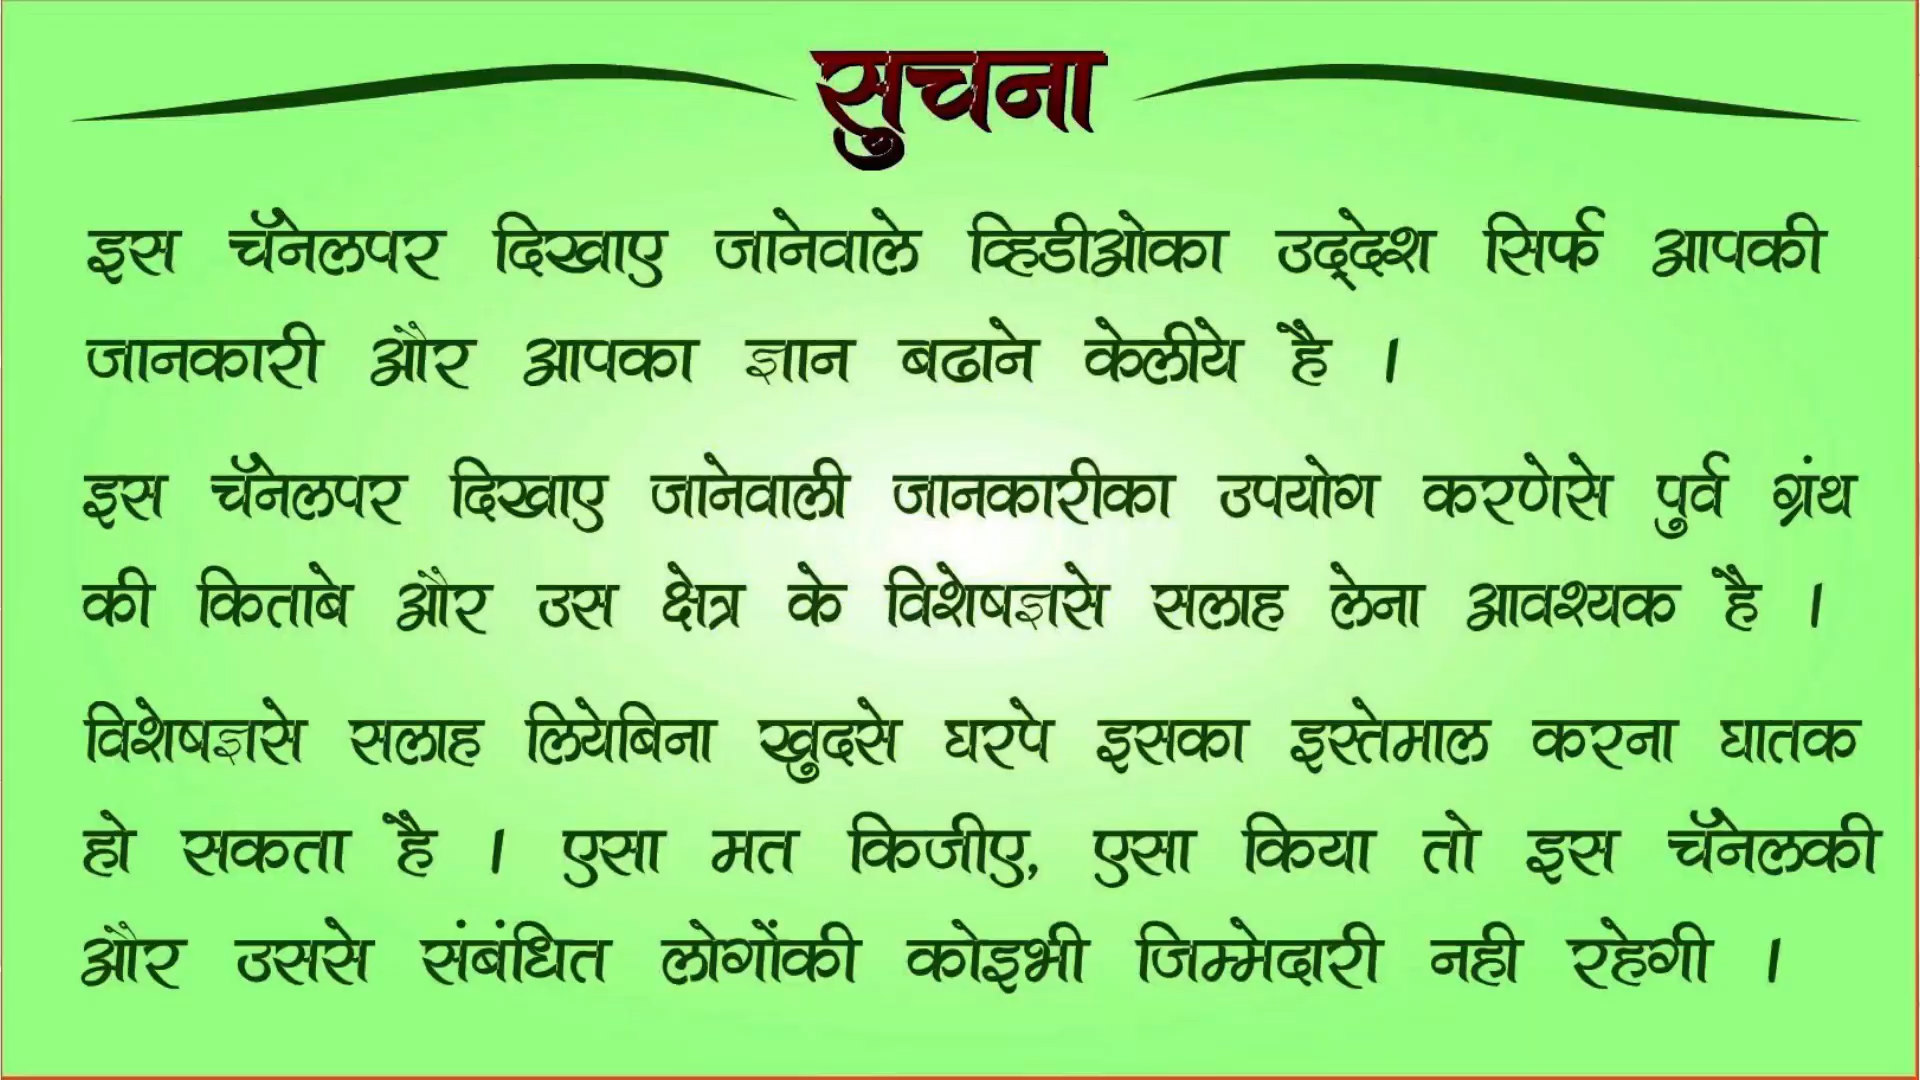 सुचना
इस चॅनेलपर दिखाए जानेवाले व्हिडीओका उद्‌देश सिर्फ आपकी
जानकारी और आपका ज्ञान बढाने केलीये है ।
इस चॅनेलपर दिखाए जानेवाली जानकारीका उपयोग करणेसे पुर्व ग्रंथ
की किताबे और उस क्षेत्र के विशेषज्ञसे सलाह लेना आवश्यक है ।
विशेषज्ञसे सलाह लियेबिना खुदसे घरपे इसका इस्तेमाल करना घातक
हो सकता है । एसा मत किजीए, एसा किया तो इस चॅनेलकी
और उससे संबंधित लोगोंकी कोइभी जिम्मेदारी नही रहेगी ।